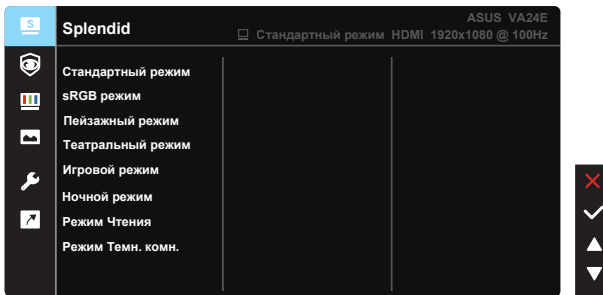 S
Splendid
ASUS VA24E
Стандартный режим HDMI 1920x1080 @ 100Hz
Стандартный режим
sRGB режим
Пейзажный режим
Театральный режим
Игровой режим
Ночной режим
Режим Чтения
Режим Темн. комн.